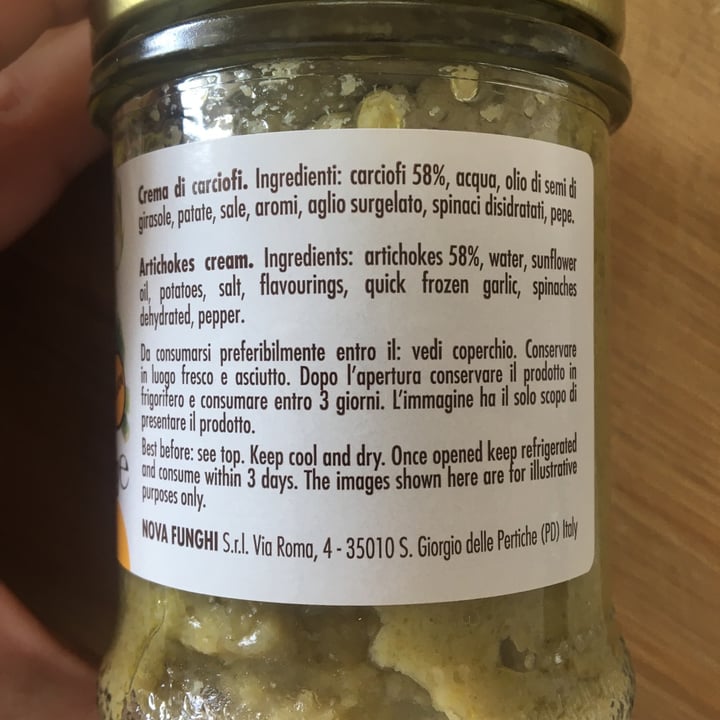 Crema di carciofi. Ingredienti: carciofi 58%, acqua, olio di semi di
girasole, patate, sale, aromi, aglio surgelato, spinaci disidratati, pepe.
Artichokes cream. Ingredients: artichokes 58%, water, sunflower
oil, potatoes, salt, flavourings, quick frozen garlic, spinaches
dehydrated, pepper.
Da consumarsi preferibilmente entro il: vedi coperchio. Conservare
in luogo fresco e asciutto. Dopo l'apertura conservare il prodotto in
frigorifero e consumare entro 3 giorni. L'immagine ha il solo scopo di
presentare il prodotto.
Best before: see top. Keep cool and dry. Once opened keep refrigerated
and consume within 3 days. The images shown here are for illustrative
purposes only.
NOVA FUNGHI S.r.l. Via Roma, 4 - 35010 S. Giorgio delle Pertiche (PD) Italy